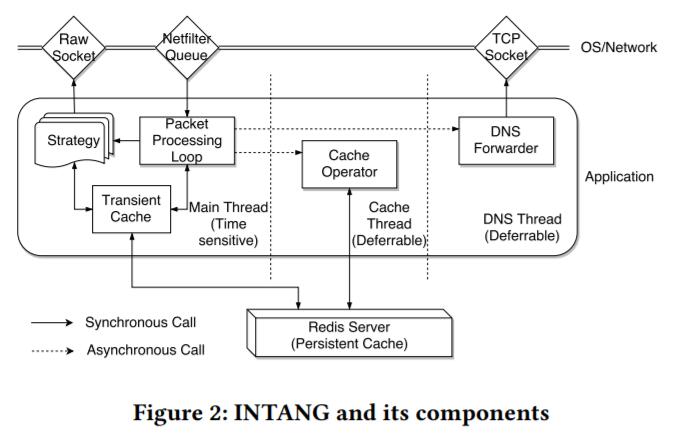 Raw
Socket
Netfilter
Queue
TCP
Socket
OS/Network
Strategy
Packet
Processing
Loop
DNS
Forwarder
Cache
Operator
Application
Transient
Cache
Main Thread
(Time
sensitive)
Cache
Thread
(Deferrable)
DNS Thread
(Deferrable)
Synchronous Call
Asynchronous Call
Redis Server
(Persistent Cache)
Figure 2: INTANG and its components